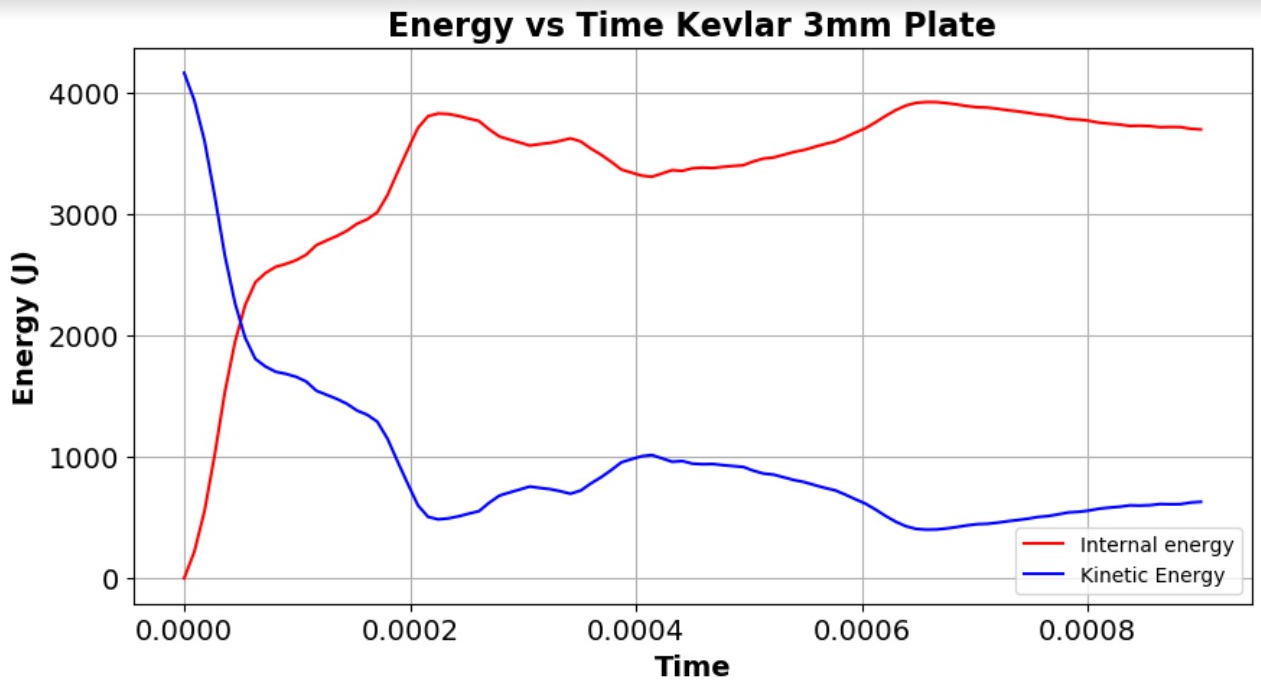 Energy vs Time Kevlar 3mm Plate
Energy (J)
4000
3000
2000
1000
0
Internal energy
Kinetic Energy
0.0000 0.0002 0.0004 0.0006 0.0008
Time